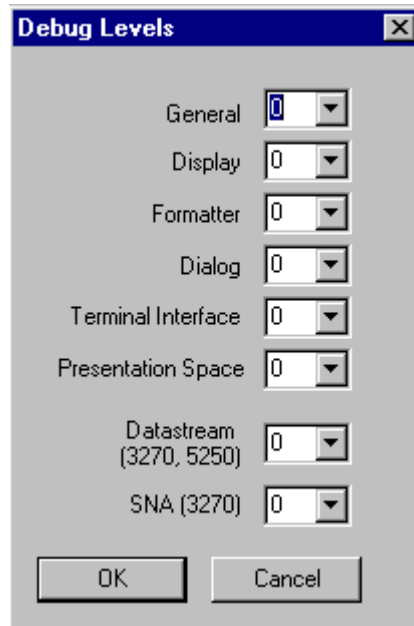 Debug Levels
General 0
Display 0
Formatter 0
Dialog 0
Terminal Interface 0
Presentation Space 0
Datastream
(3270, 5250) 0
SNA (3270) 0
OK Cancel